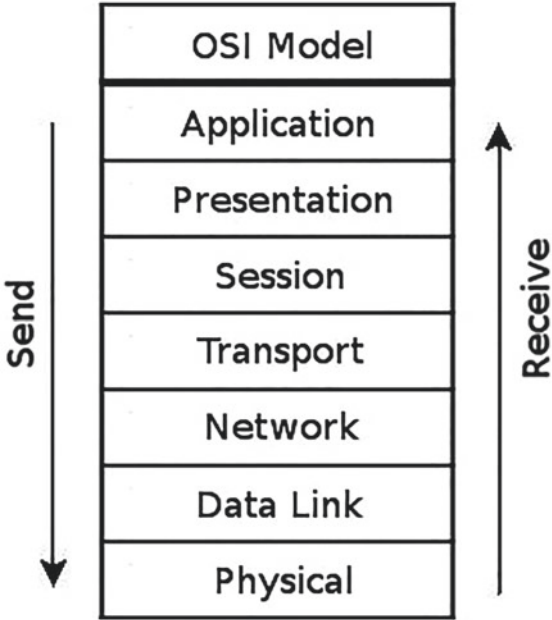 OSI Model
Application
Presentation
Session
Transport
Network
Data Link
Physical
Send
Receive